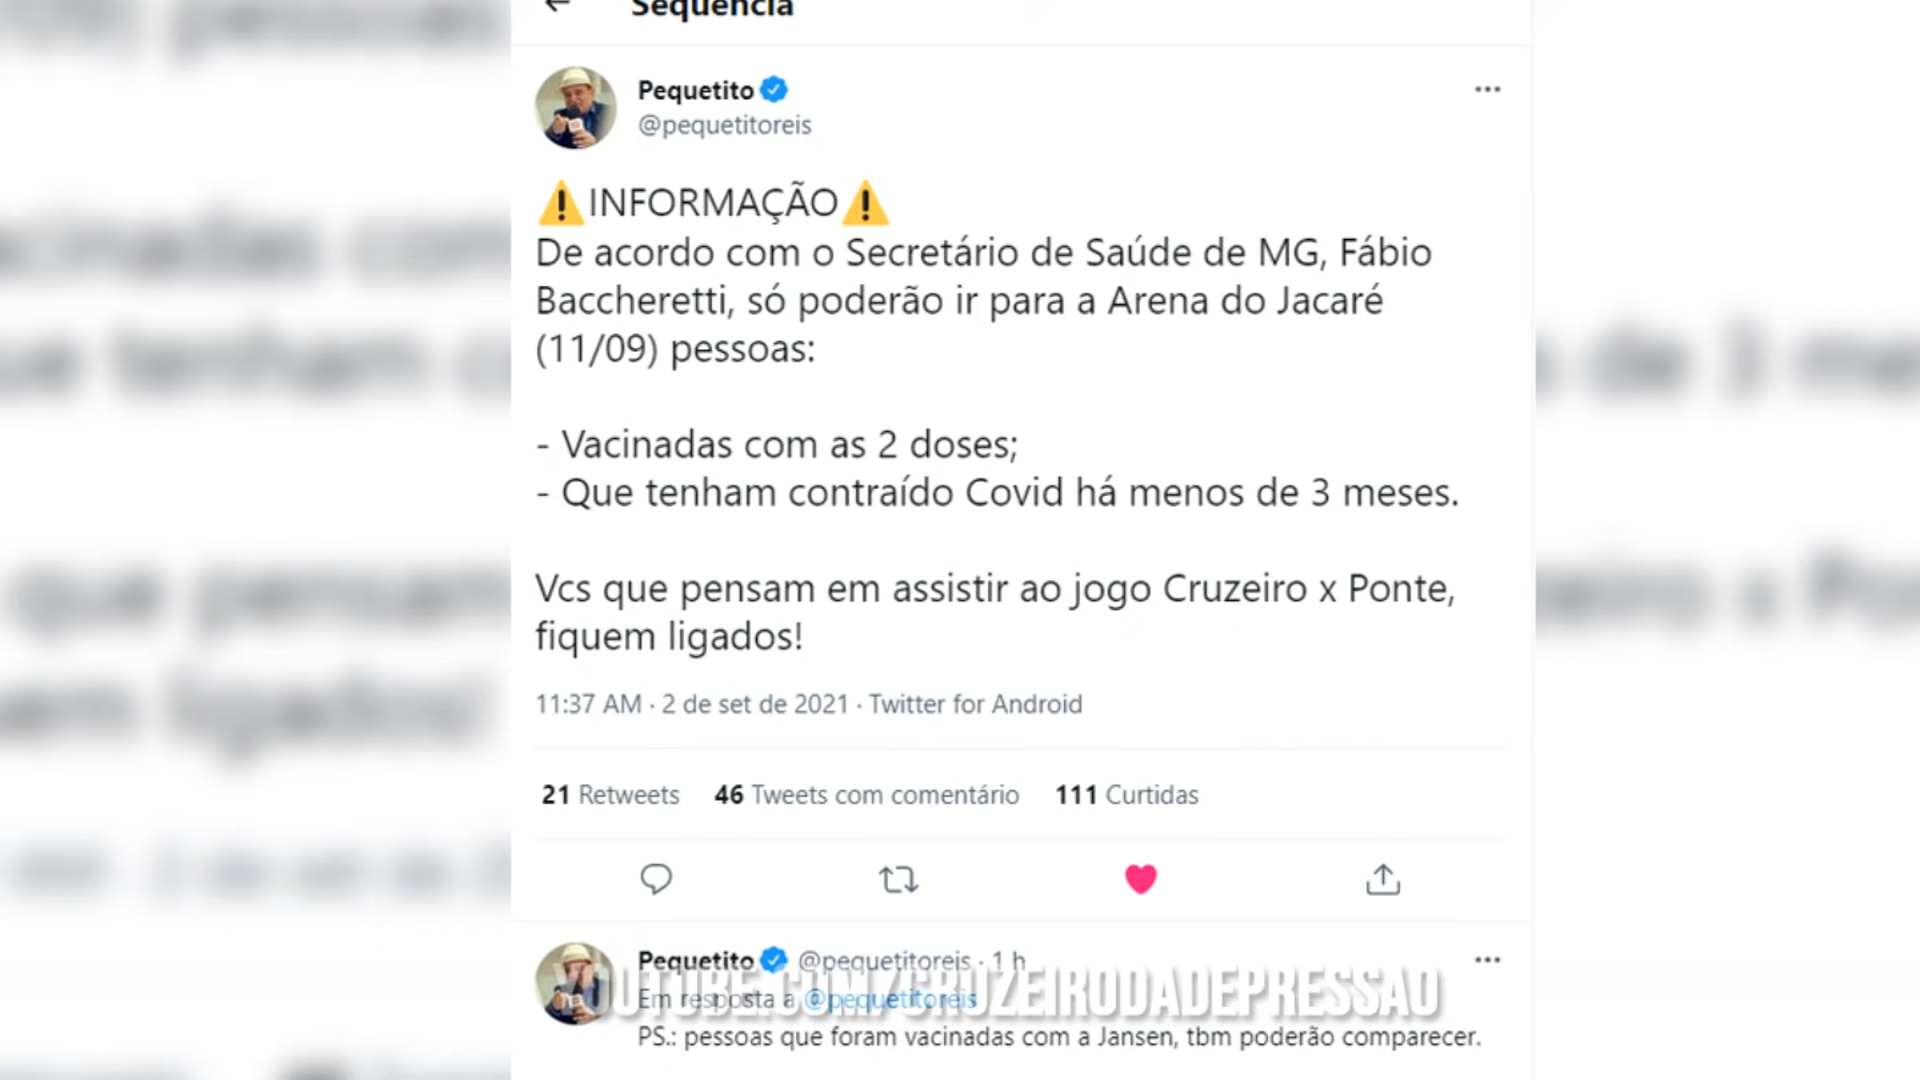 Sequência
Pequetito
@pequetitoreis
⚠️INFORMAÇÃO⚠️
De acordo com o Secretário de Saúde de MG, Fábio
Baccheretti, só poderão ir para a Arena do Jacaré
(11/09) pessoas:
- Vacinadas com as 2 doses;
- Que tenham contraído Covid há menos de 3 meses.
Vcs que pensam em assistir ao jogo Cruzeiro x Ponte,
fiquem ligados!
11:37 AM · 2 de set de 2021 · Twitter for Android
21 Retweets 46 Tweets com comentário 111 Curtidas
Pequetito @pequetitoreis · 1 h
Em resposta a @pequetitoreis
YOUTUBE.COM/CRUZEIRODADEPRESSAO
PS.: pessoas que foram vacinadas com a Jansen, tbm poderão comparecer.